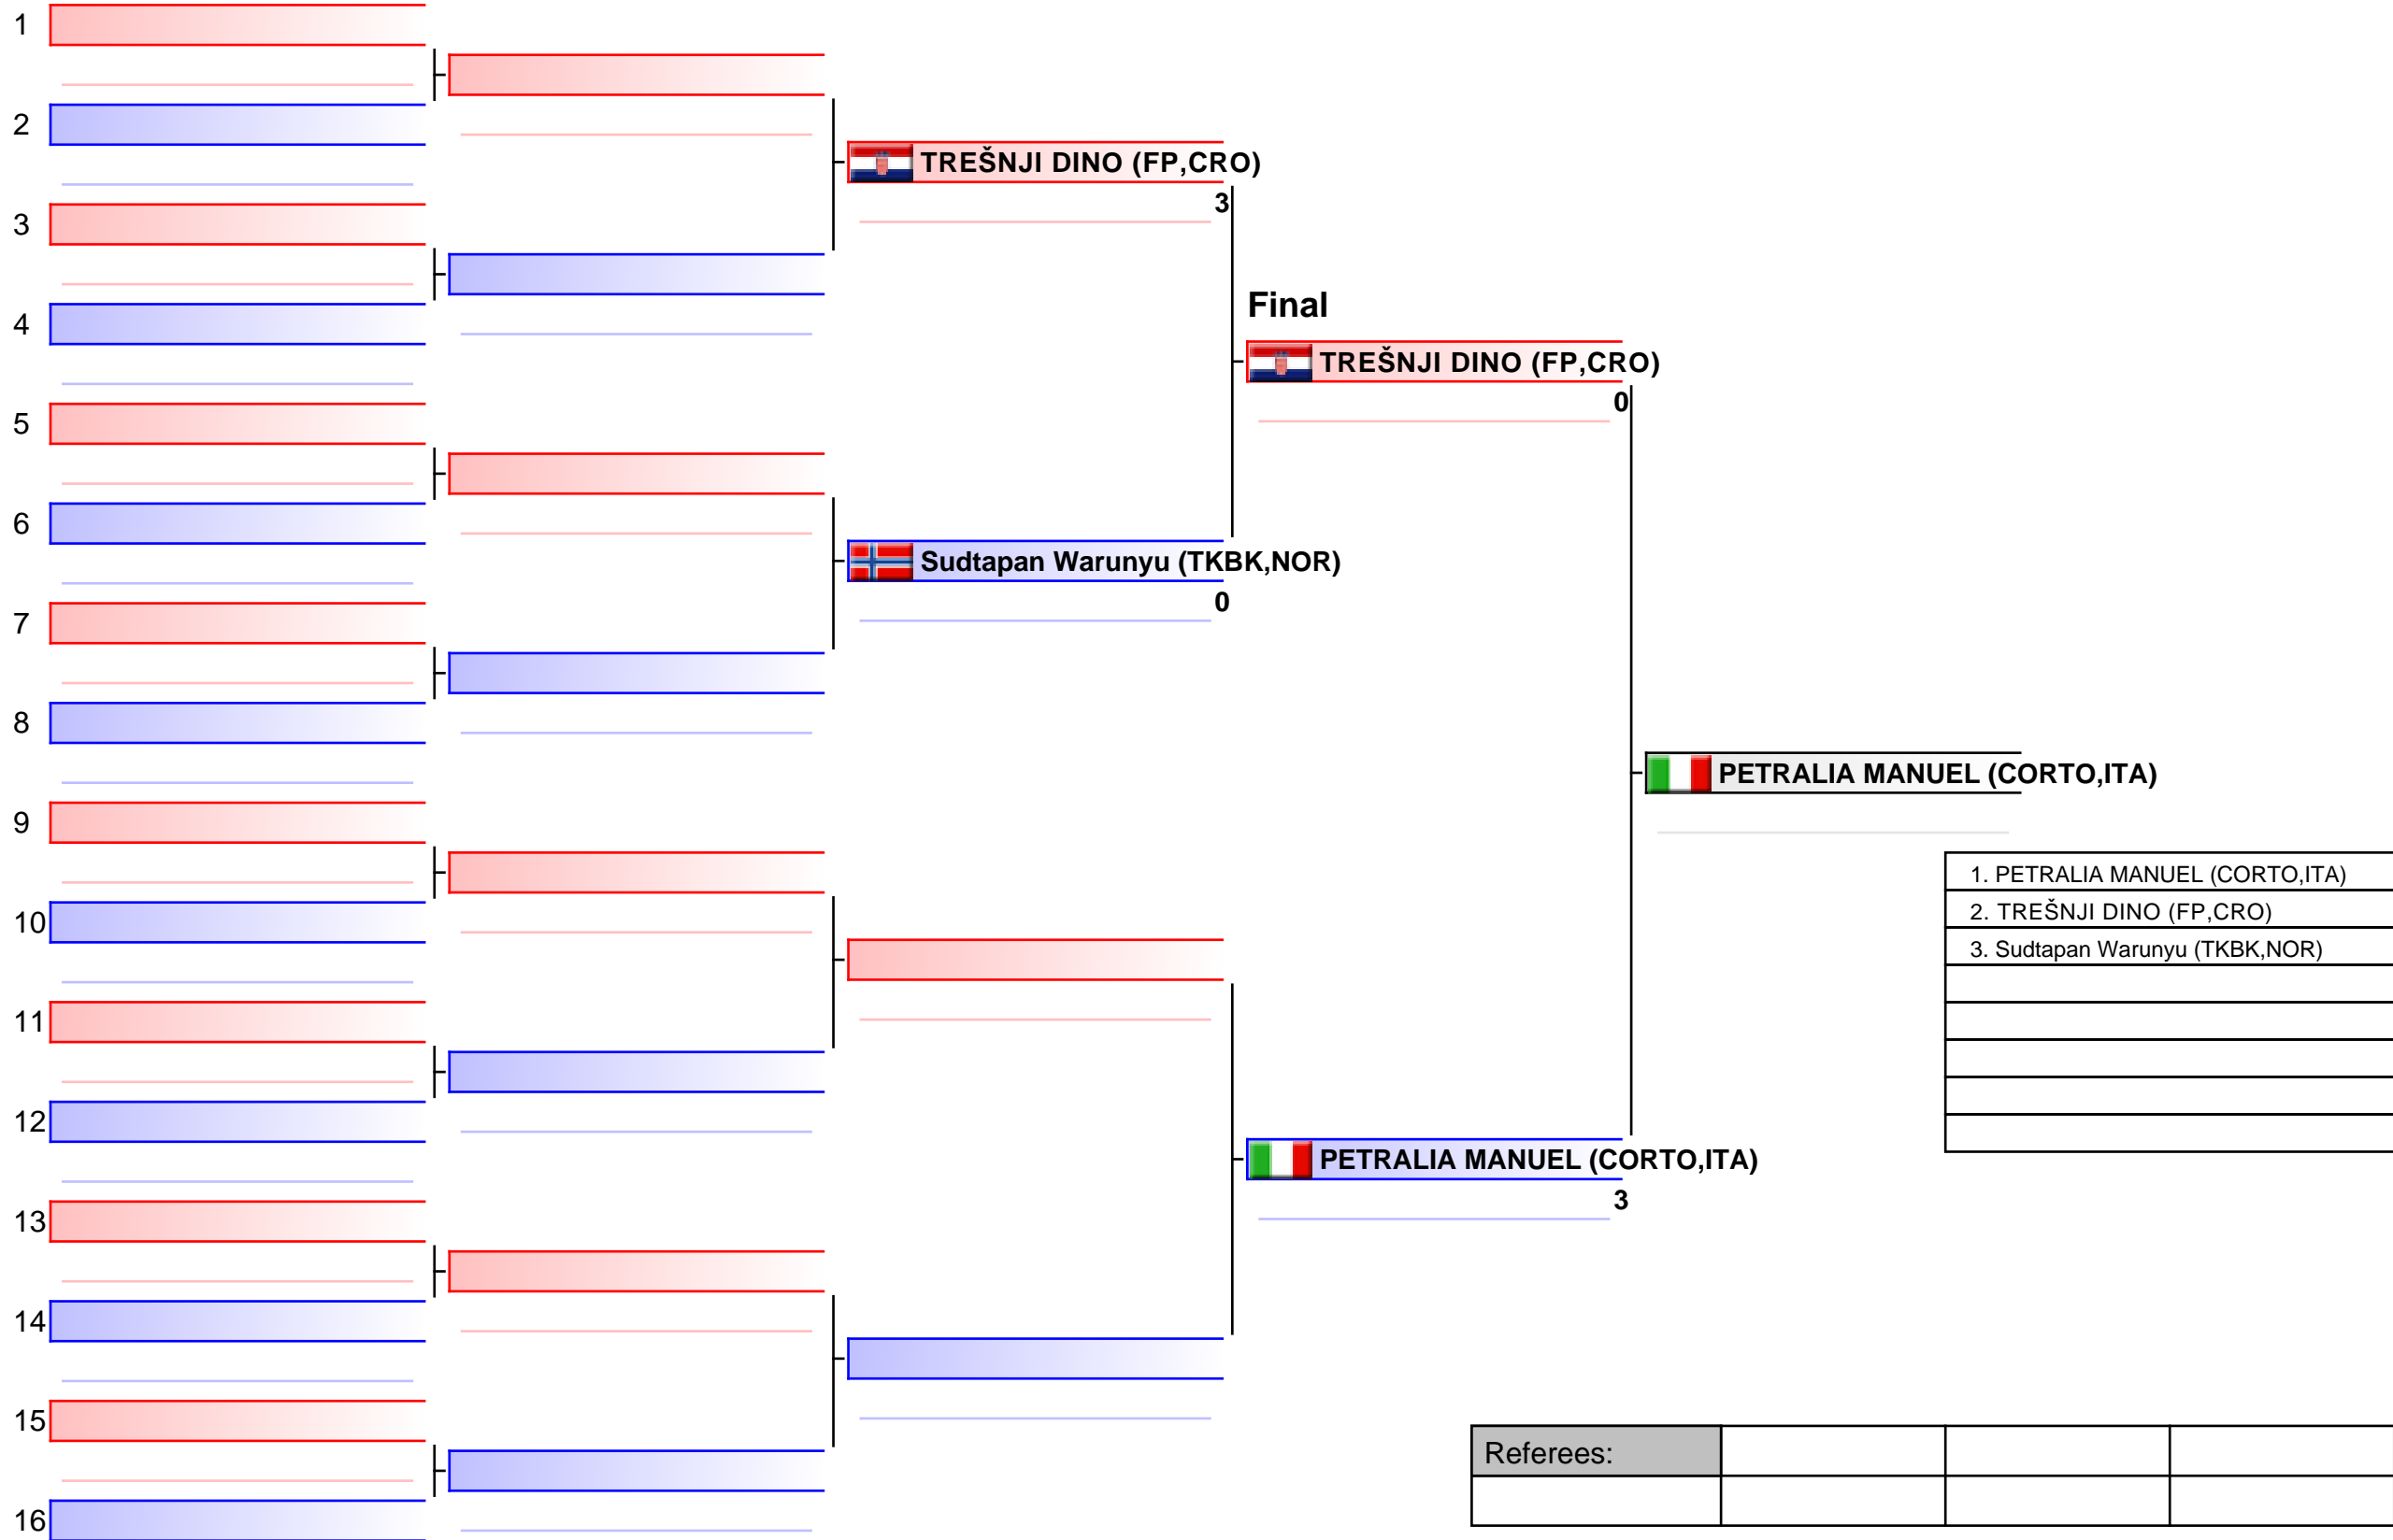 1
2
TREŠNJI DINO (FP,CRO)
3
3
Final
4
TREŠNJI DINO (FP,CRO)
0
5
6
Sudtapan Warunyu (TKBK,NOR)
0
7
8
PETRALIA MANUEL (CORTO,ITA)
9
1. PETRALIA MANUEL (CORTO,ITA)
2. TREŠNJI DINO (FP,CRO)
3. Sudtapan Warunyu (TKBK,NOR)
10
11
12
PETRALIA MANUEL (CORTO,ITA)
3
13
14
15
Referees:
16